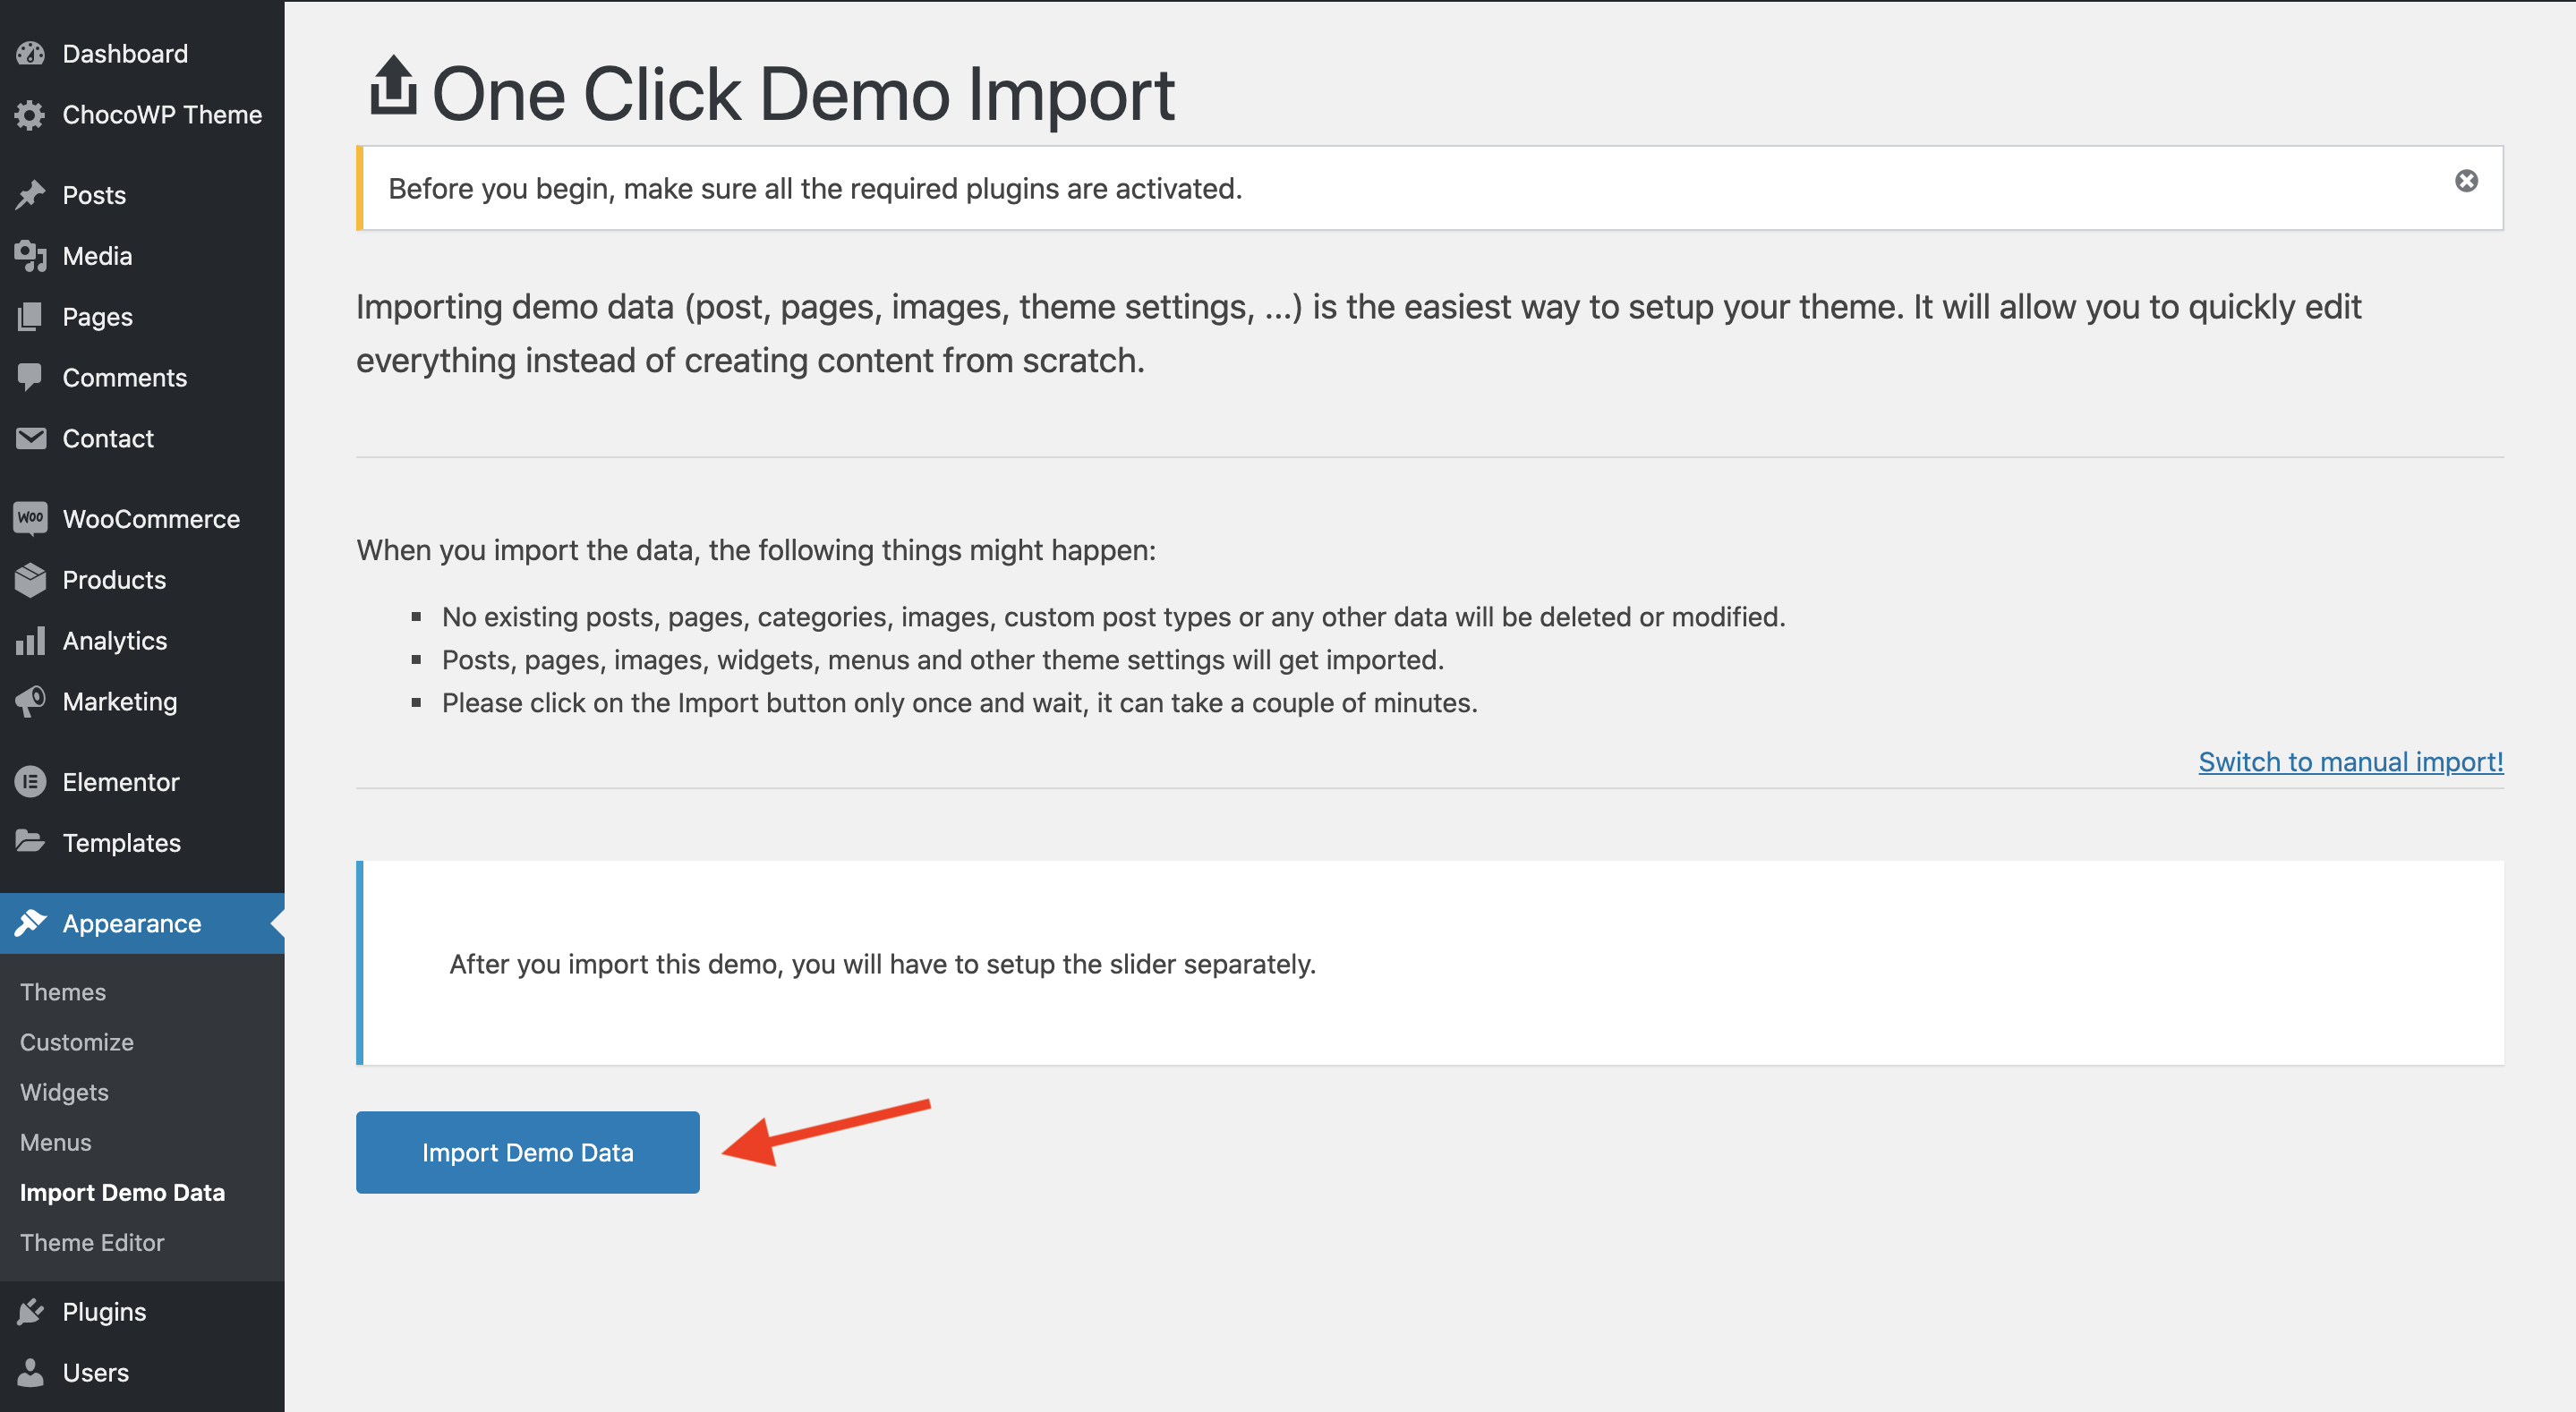 Dashboard
ChocoWP Theme
Posts
Media
Pages
Comments
Contact
Woo WooCommerce
Products
Analytics
Marketing
Elementor
Templates
Appearance
Themes
Customize
Widgets
Menus
Import Demo Data
Theme Editor
Plugins
Users
One Click Demo Import
Before you begin, make sure all the required plugins are activated.
Importing demo data (post, pages, images, theme settings, ...) is the easiest way to setup your theme. It will allow you to quickly edit
everything instead of creating content from scratch.
When you import the data, the following things might happen:
No existing posts, pages, categories, images, custom post types or any other data will be deleted or modified.
Posts, pages, images, widgets, menus and other theme settings will get imported.
Please click on the Import button only once and wait, it can take a couple of minutes.
Switch to manual import!
After you import this demo, you will have to setup the slider separately.
Import Demo Data